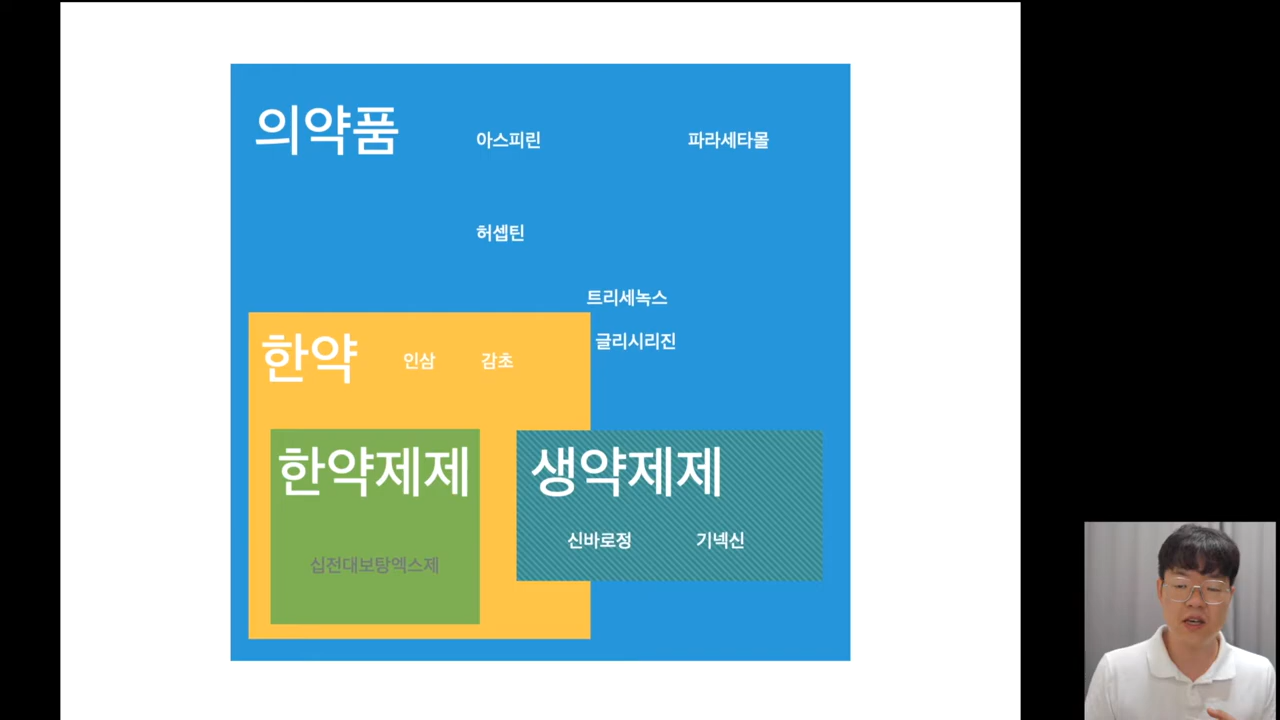 의약품
아스피린
파라세타몰
허셉틴
트리세녹스
글리시리진
한약
인삼
감초
한약제제
십전대보탕엑스제
생약제제
신바로정
기넥신